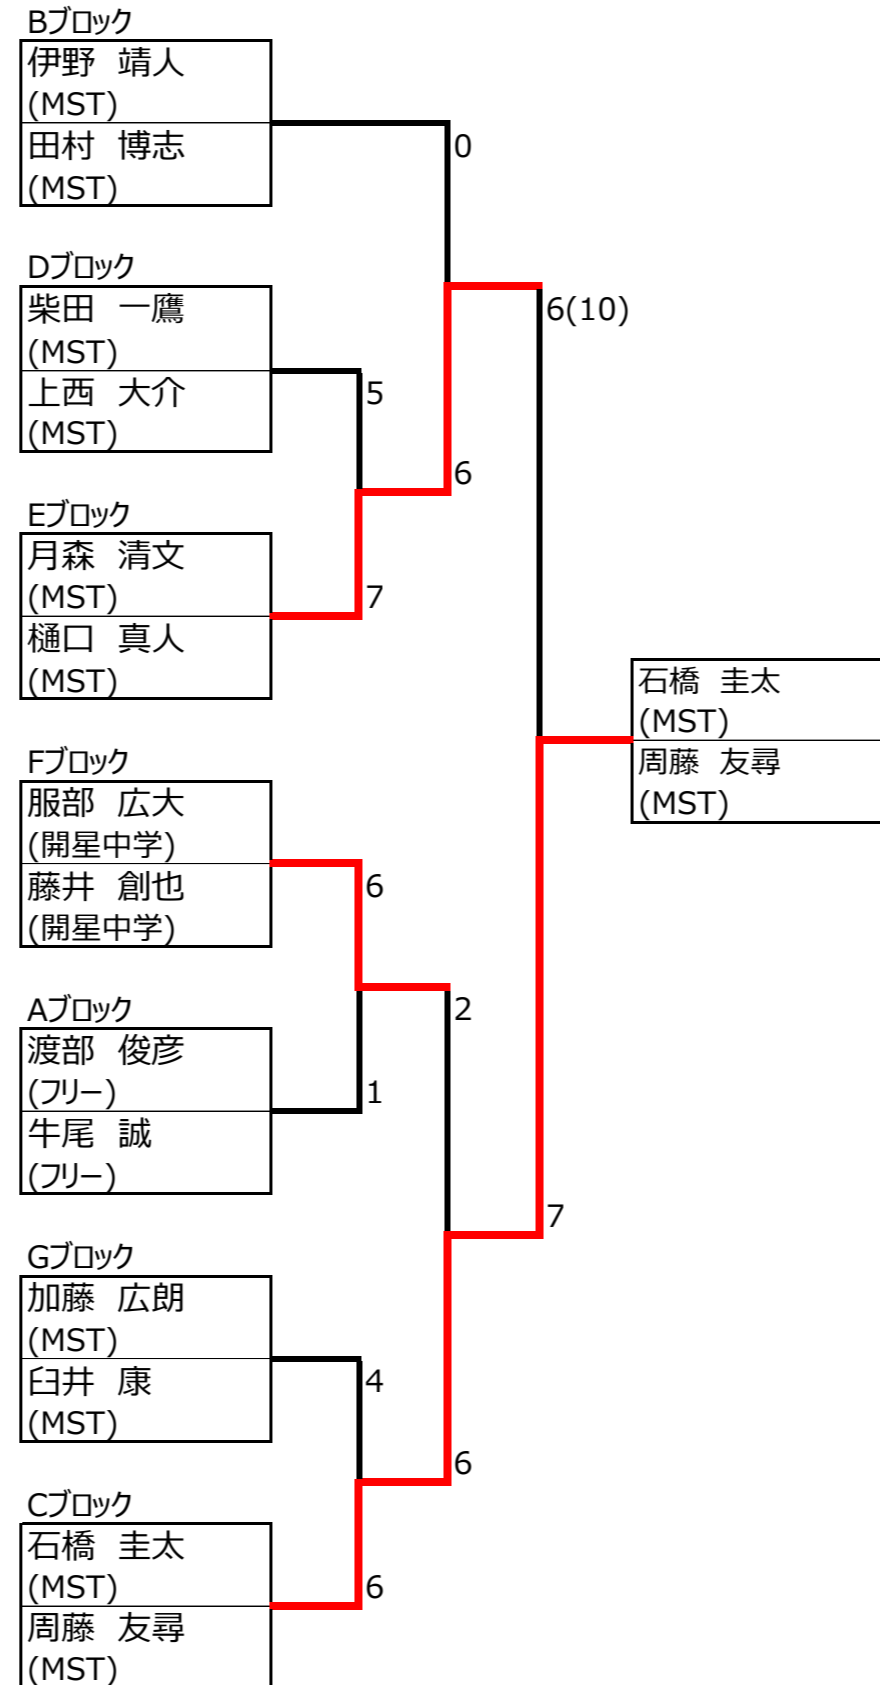 Bブロック
伊野 靖人
(MST)
田村 博志
(MST)
0
Dブロック
柴田 一鷹
(MST)
上西 大介
(MST)
6(10)
5
6
Eブロック
月森 清文
(MST)
樋口 真人
(MST)
7
石橋 圭太
(MST)
周藤 友尋
(MST)
Fブロック
服部 広大
(開星中学)
藤井 創也
(開星中学)
6
Aブロック
渡部 俊彦
(フリー)
牛尾 誠
(フリー)
2
1
7
Gブロック
加藤 広朗
(MST)
臼井 康
(MST)
4
6
Cブロック
石橋 圭太
(MST)
周藤 友尋
(MST)
6